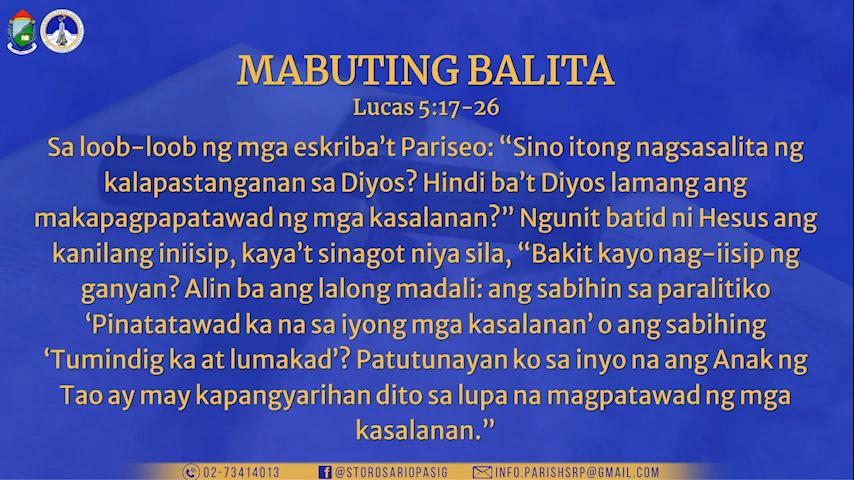 MABUTING BALITA
Lucas 5:17-26
Sa loob-loob ng mga eskriba’t Pariseo: “Sino itong nagsasalita ng
kalapastanganan sa Diyos? Hindi ba’t Diyos lamang ang
makapagpapatawad ng mga kasalanan?” Ngunit batid ni Hesus ang
kanilang iniisip, kaya’t sinagot niya sila, “Bakit kayo nag-iisip ng
ganyan? Alin ba ang lalong madali: ang sabihin sa paralitiko
‘Pinatatawad ka na sa iyong mga kasalanan’ o ang sabihing
‘Tumindig ka at lumakad’? Patutunayan ko sa inyo na ang Anak ng
Tao ay may kapangyarihan dito sa lupa na magpatawad ng mga
kasalanan.”
02-73414013 @STOROSARIOPASIG INFO.PARISHSRP@GMAIL.COM